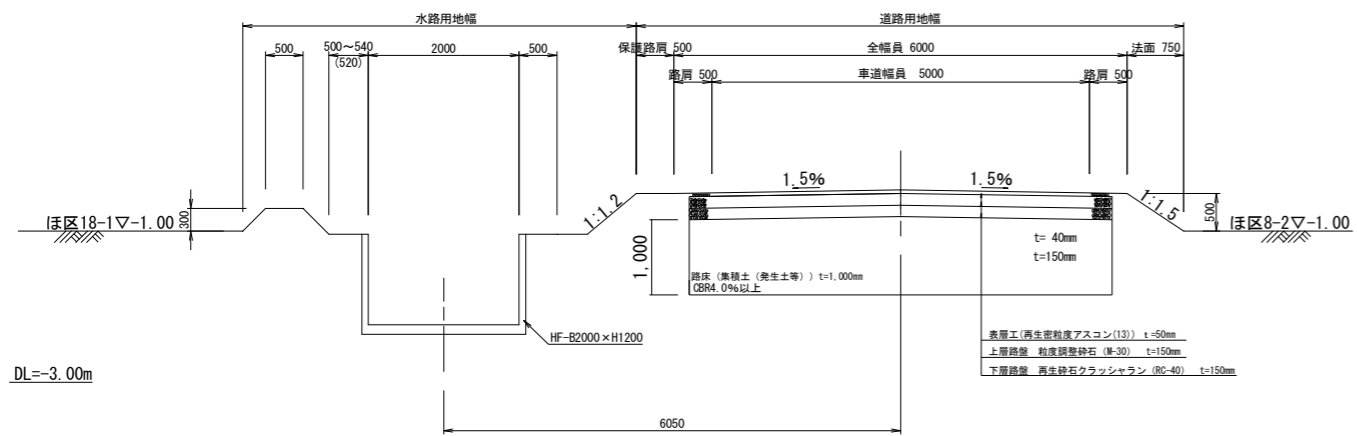 水路用地幅
道路用地幅
500
500～540
(520)
2000
500
保護路肩 500
全幅員 6000
法面 750
路肩 500
車道幅員 5000
路肩 500
1.5%
1.5%
1:1.2
1:1.5
300
500
ほ区18-1▽-1.00
ほ区8-2▽-1.00
1,000
t= 40mm
t=150mm
路床（集積土（発生土等）） t=1,000mm
CBR4.0%以上
HF-B2000×H1200
表層工(再生密粒度アスコン(13)) t=50mm
上層路盤 粒度調整砕石 (M-30) t=150mm
下層路盤 再生砕石クラッシャラン (RC-40) t=150mm
DL=-3.00m
6050